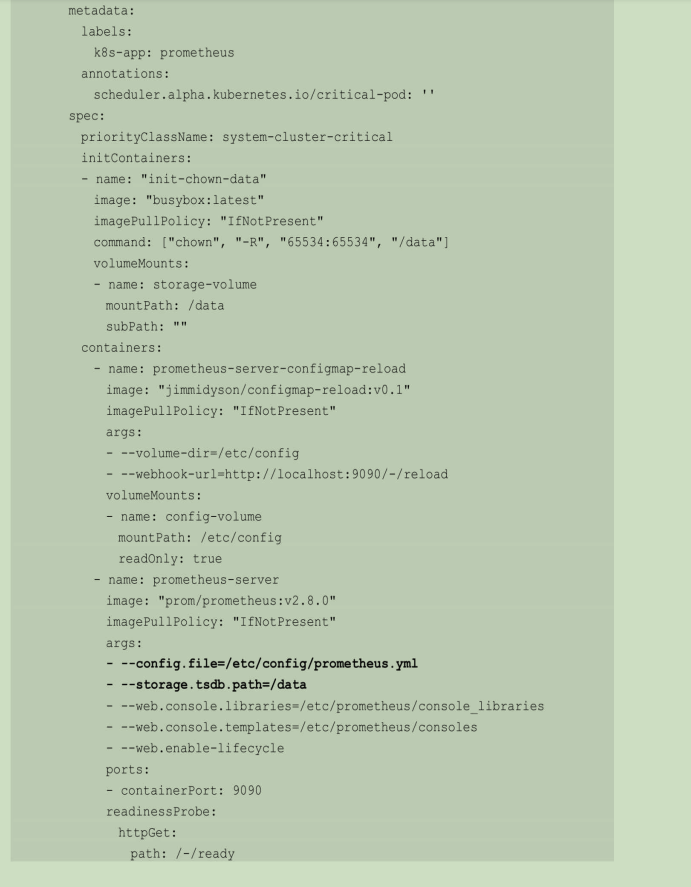 metadata:
  labels:
    k8s-app: prometheus
  annotations:
    scheduler.alpha.kubernetes.io/critical-pod: ''
spec:
  priorityClassName: system-cluster-critical
  initContainers:
  - name: "init-chown-data"
    image: "busybox:latest"
    imagePullPolicy: "IfNotPresent"
    command: ["chown", "-R", "65534:65534", "/data"]
    volumeMounts:
    - name: storage-volume
      mountPath: /data
      subPath: ""
  containers:
    - name: prometheus-server-configmap-reload
      image: "jimmidyson/configmap-reload:v0.1"
      imagePullPolicy: "IfNotPresent"
      args:
      - --volume-dir=/etc/config
      - --webhook-url=http://localhost:9090/-/reload
      volumeMounts:
      - name: config-volume
        mountPath: /etc/config
        readOnly: true
    - name: prometheus-server
      image: "prom/prometheus:v2.8.0"
      imagePullPolicy: "IfNotPresent"
      args:
      - --config.file=/etc/config/prometheus.yml
      - --storage.tsdb.path=/data
      - --web.console.libraries=/etc/prometheus/console_libraries
      - --web.console.templates=/etc/prometheus/consoles
      - --web.enable-lifecycle
      ports:
      - containerPort: 9090
      readinessProbe:
        httpGet:
          path: /-/ready